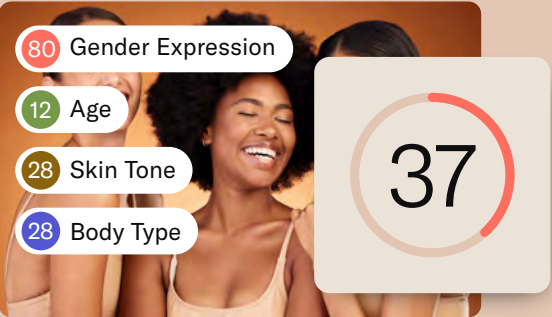 80 Gender Expression
12 Age
28 Skin Tone
28 Body Type
37